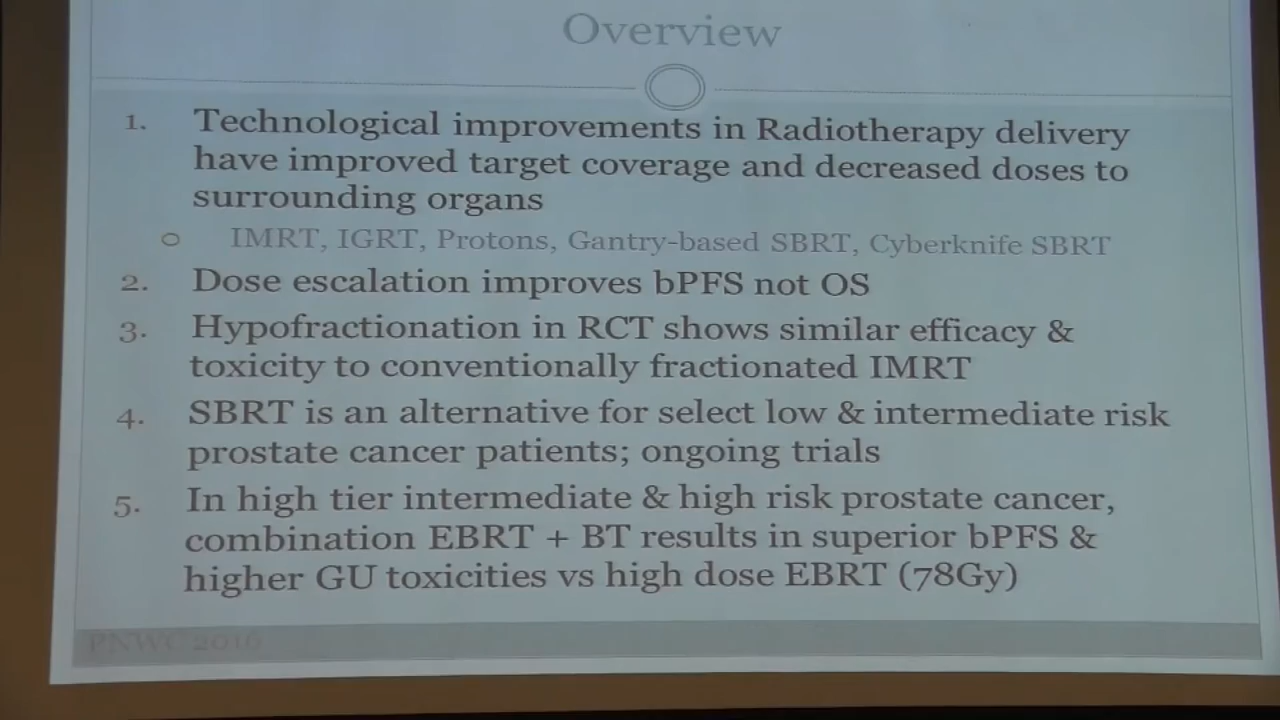 Overview
1. Technological improvements in Radiotherapy delivery
have improved target coverage and decreased doses to
surrounding organs
IMRT, IGRT, Protons, Gantry-based SBRT, Cyberknife SBRT
2. Dose escalation improves bPFS not OS
3. Hypofractionation in RCT shows similar efficacy &
toxicity to conventionally fractionated IMRT
4. SBRT is an alternative for select low & intermediate risk
prostate cancer patients; ongoing trials
5. In high tier intermediate & high risk prostate cancer,
combination EBRT + BT results in superior bPFS &
higher GU toxicities vs high dose EBRT (78Gy)
PNWC 2016